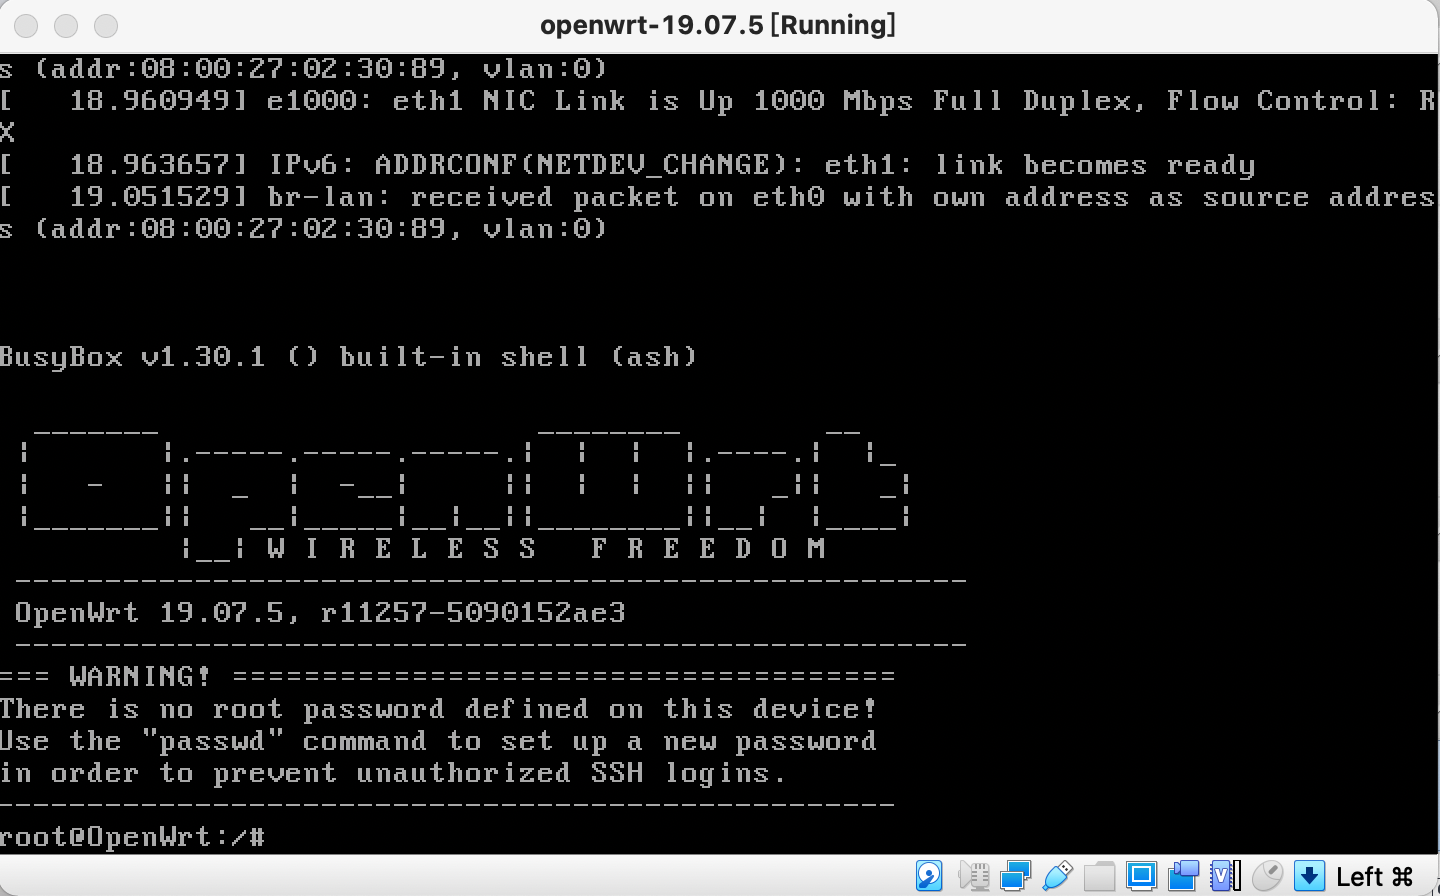 openwrt-19.07.5 [Running]
s (addr:08:00:27:02:30:89, vlan:0)
[   18.960949] e1000: eth1 NIC Link is Up 1000 Mbps Full Duplex, Flow Control: R
X
[   18.963657] IPv6: ADDRCONF(NETDEV_CHANGE): eth1: link becomes ready
[   19.051529] br-lan: received packet on eth0 with own address as source addres
s (addr:08:00:27:02:30:89, vlan:0)
BusyBox v1.30.1 () built-in shell (ash)
OpenWrt
W I R E L E S S   F R E E D O M
-----------------------------------------------------
OpenWrt 19.07.5, r11257-5090152ae3
-----------------------------------------------------
=== WARNING! =====================================
There is no root password defined on this device!
Use the "passwd" command to set up a new password
in order to prevent unauthorized SSH logins.
--------------------------------------------------
root@OpenWrt:/#
Left ⌘